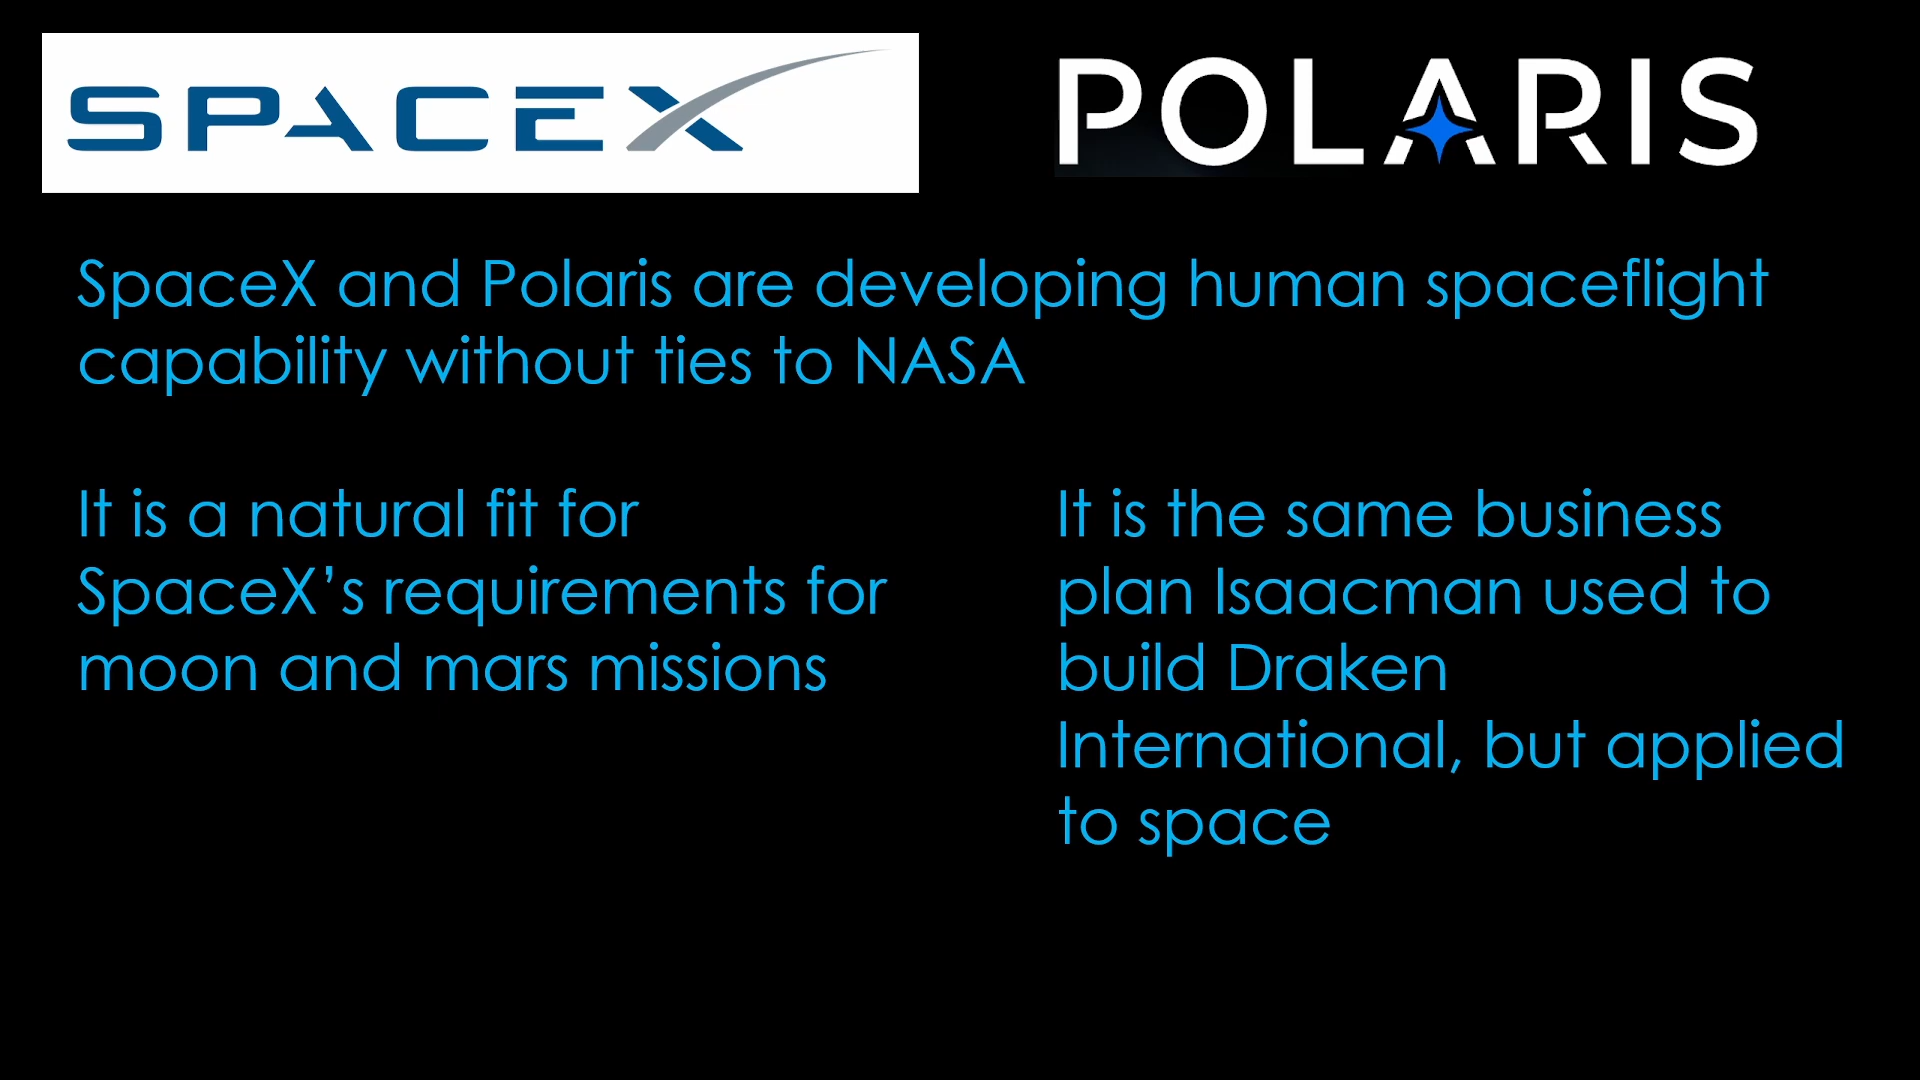 SPACEX
POLARIS
SpaceX and Polaris are developing human spaceflight
capability without ties to NASA
It is a natural fit for
SpaceX’s requirements for
moon and mars missions
It is the same business
plan Isaacman used to
build Draken
International, but applied
to space